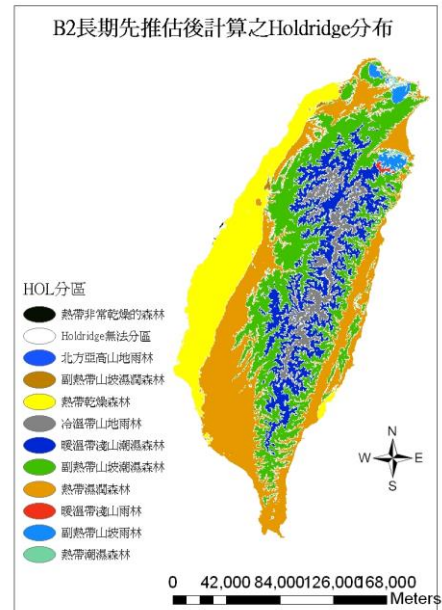 B2長期先推估後計算之Holdridge分布
HOL分區
熱帶非常乾燥的森林
Holdridge無法分區
北方亞高山地雨林
副熱帶山坡濕潤森林
熱帶乾燥森林
冷溫帶山地雨林
暖溫帶淺山潮濕森林
副熱帶山坡潮濕森林
熱帶濕潤森林
暖溫帶淺山雨林
副熱帶山坡雨林
熱帶潮濕森林
N
W E
S
0 42,000 84,000 126,000 168,000
Meters